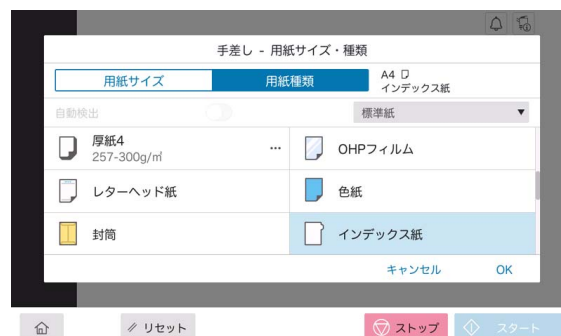 手差し - 用紙サイズ・種類
用紙サイズ
用紙種類
A4
インデックス紙
自動検出
標準紙
厚紙4
257-300g/㎡
OHPフィルム
レターヘッド紙
色紙
封筒
インデックス紙
キャンセル
OK
リセット
ストップ
スタート